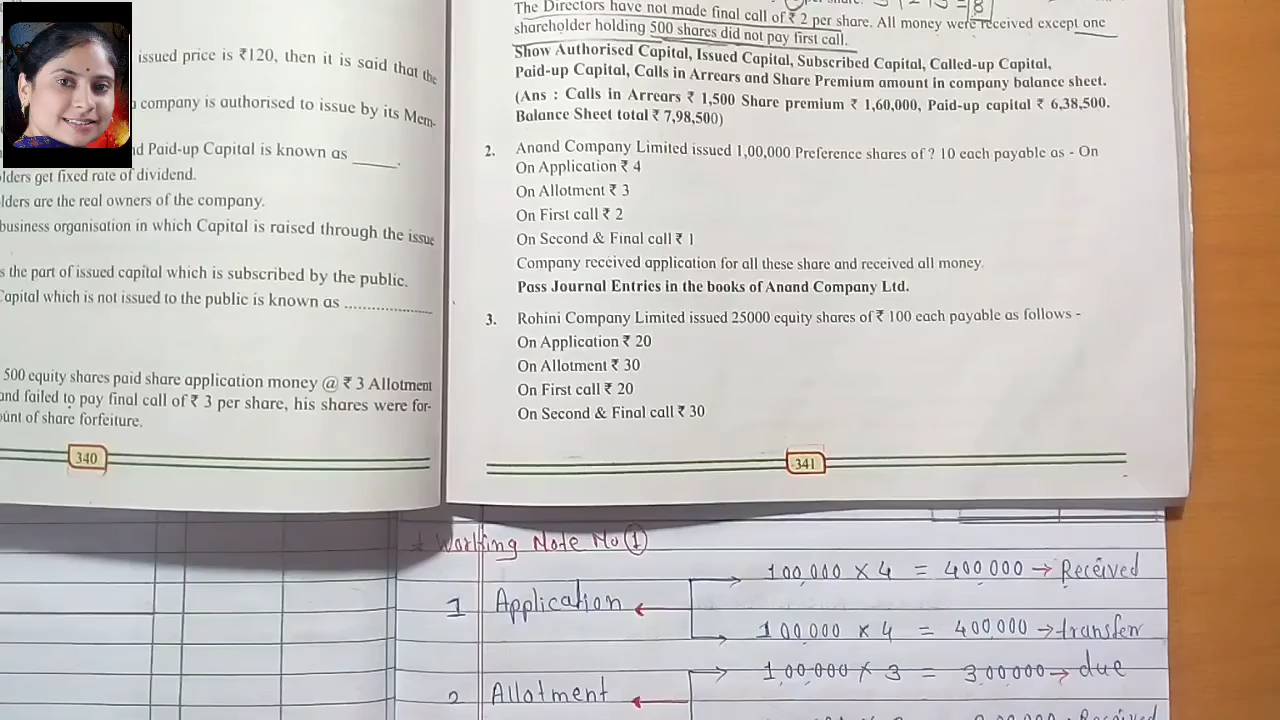 issued price is ₹120, then it is said that the
company is authorised to issue by its Mem-
nd Paid-up Capital is known as _____.
lders get fixed rate of dividend.
lders are the real owners of the company.
business organisation in which Capital is raised through the issue
s the part of issued capital which is subscribed by the public.
Capital which is not issued to the public is known as ......................
500 equity shares paid share application money @ ₹ 3 Allotment
and failed to pay final call of ₹ 3 per share, his shares were for-
ount of share forfeiture.
340
The Directors have not made final call of ₹ 2 per share. All money were received except one
shareholder holding 500 shares did not pay first call.
Show Authorised Capital, Issued Capital, Subscribed Capital, Called-up Capital,
Paid-up Capital, Calls in Arrears and Share Premium amount in company balance sheet.
(Ans : Calls in Arrears ₹ 1,500 Share premium ₹ 1,60,000, Paid-up capital ₹ 6,38,500.
Balance Sheet total ₹ 7,98,500)
2. Anand Company Limited issued 1,00,000 Preference shares of ? 10 each payable as - On
On Application ₹ 4
On Allotment ₹ 3
On First call ₹ 2
On Second & Final call ₹ 1
Company received application for all these share and received all money.
Pass Journal Entries in the books of Anand Company Ltd.
3. Rohini Company Limited issued 25000 equity shares of ₹ 100 each payable as follows -
On Application ₹ 20
On Allotment ₹ 30
On First call ₹ 20
On Second & Final call ₹ 30
341
Working Note No ①
100,000 × 4 = 400,000 → Received
1 Application
100,000 × 4 = 400,000 → transfer
1,00,000 × 3 = 3,00,000 → due
2 Allotment
Received